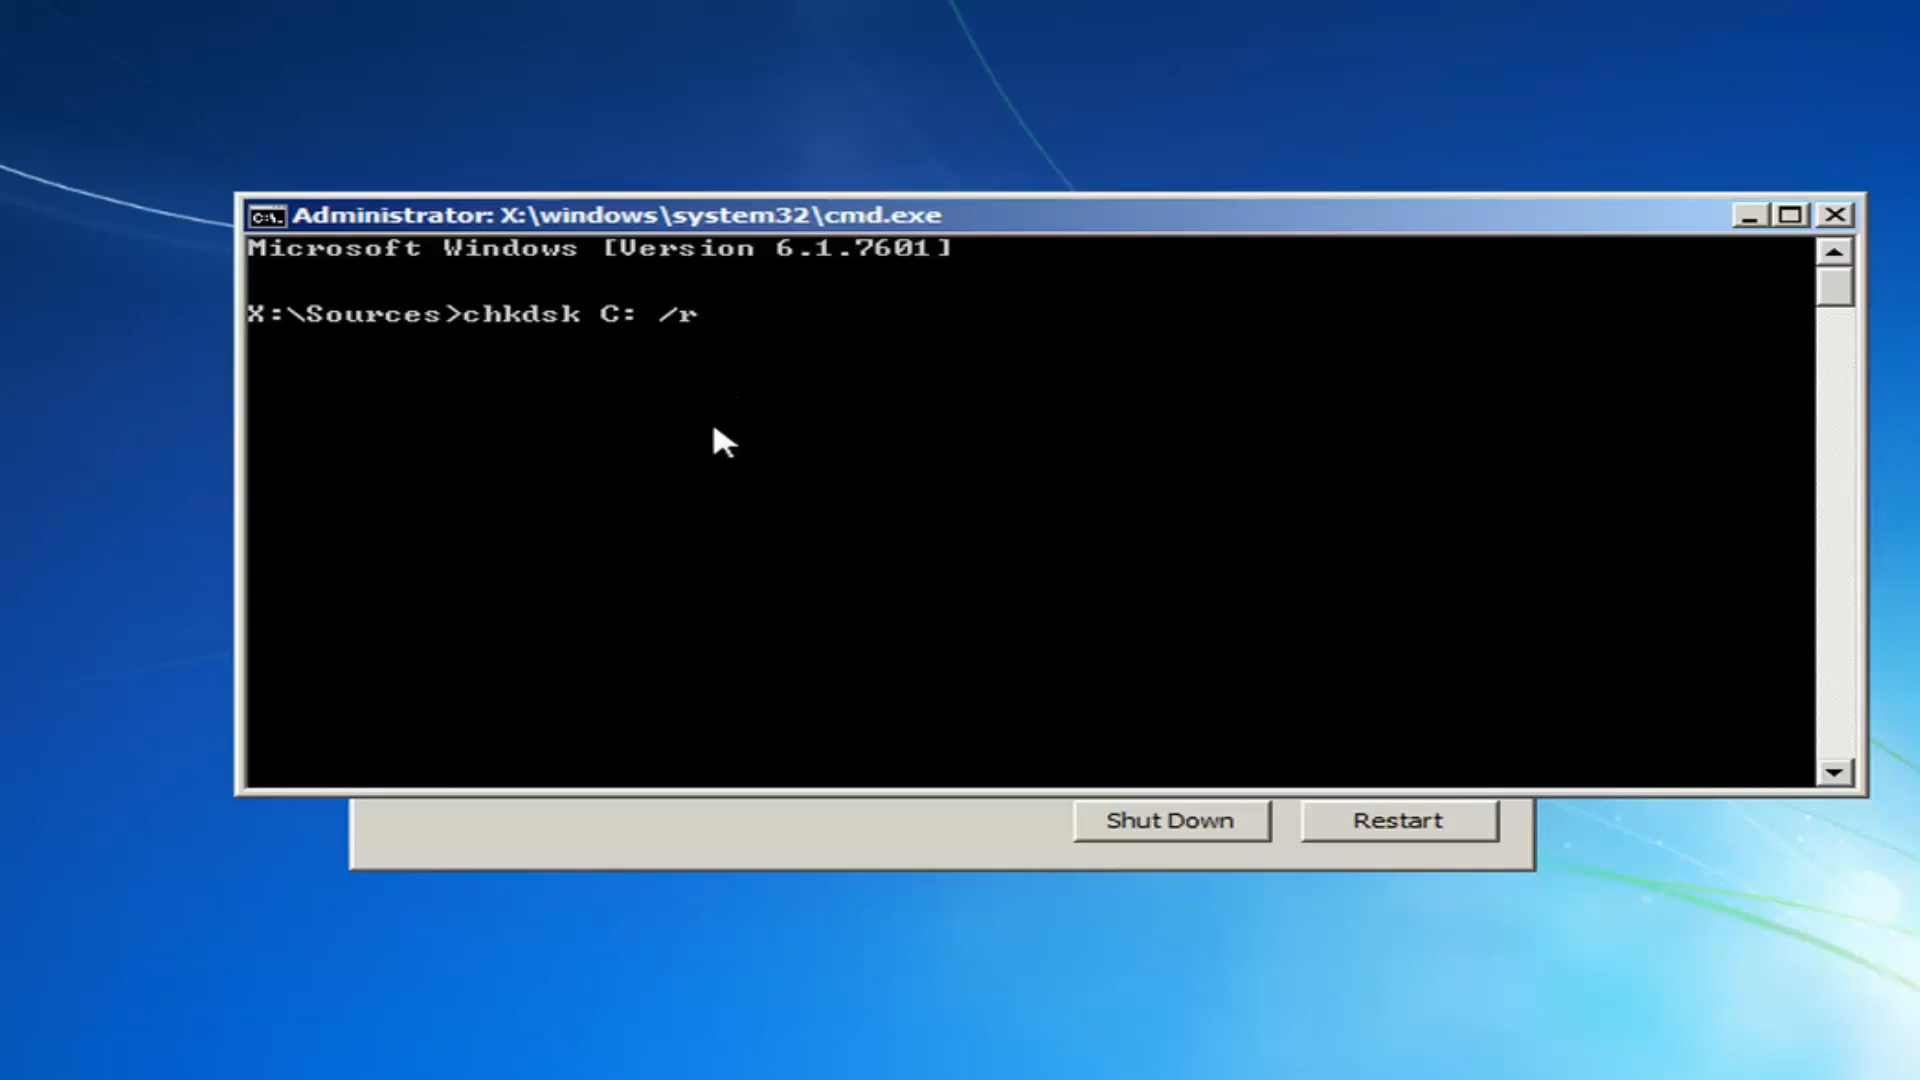 Administrator: X:\windows\system32\cmd.exe
Microsoft Windows [Version 6.1.7601]
X:\Sources>chkdsk C: /r
Shut Down
Restart